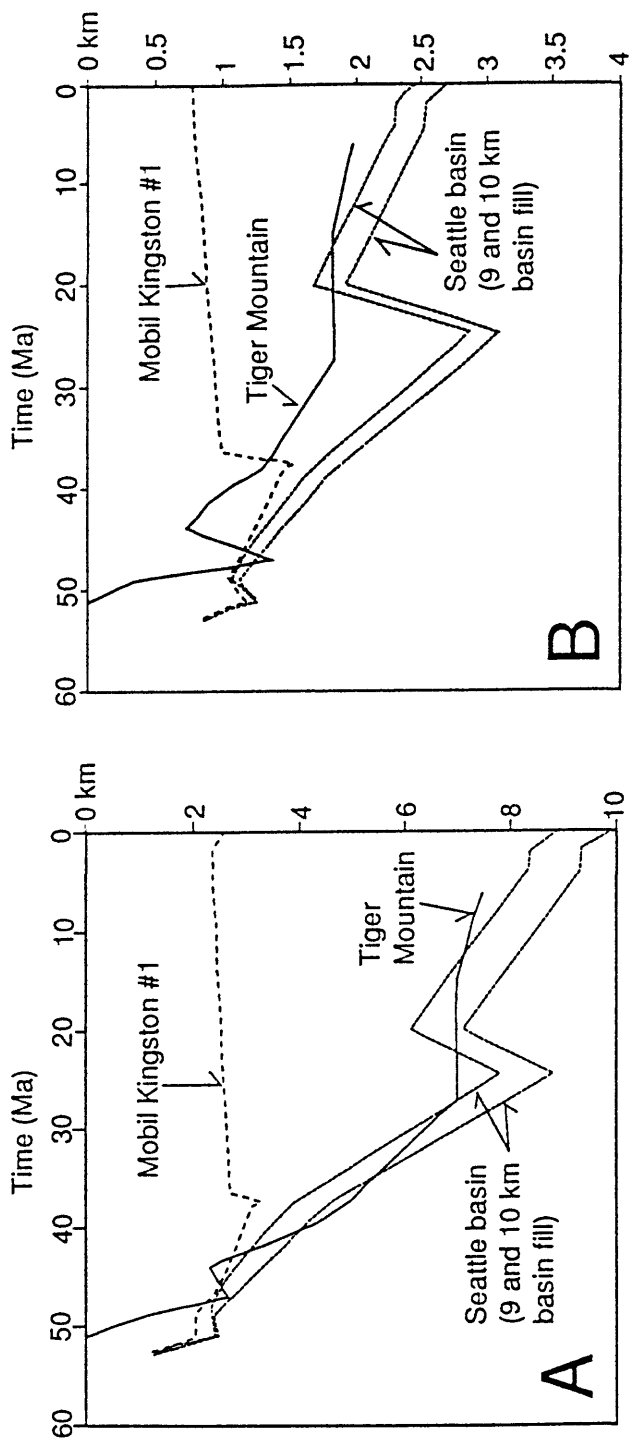 Time (Ma)
60 50 40 30 20 10 0
0 km
2
4
6
8
10
Mobil Kingston #1
Tiger
Mountain
Seattle basin
(9 and 10 km
basin fill)
A
Time (Ma)
60 50 40 30 20 10 0
0 km
0.5
1
1.5
2
2.5
3
3.5
4
Mobil Kingston #1
Tiger Mountain
Seattle basin
(9 and 10 km
basin fill)
B